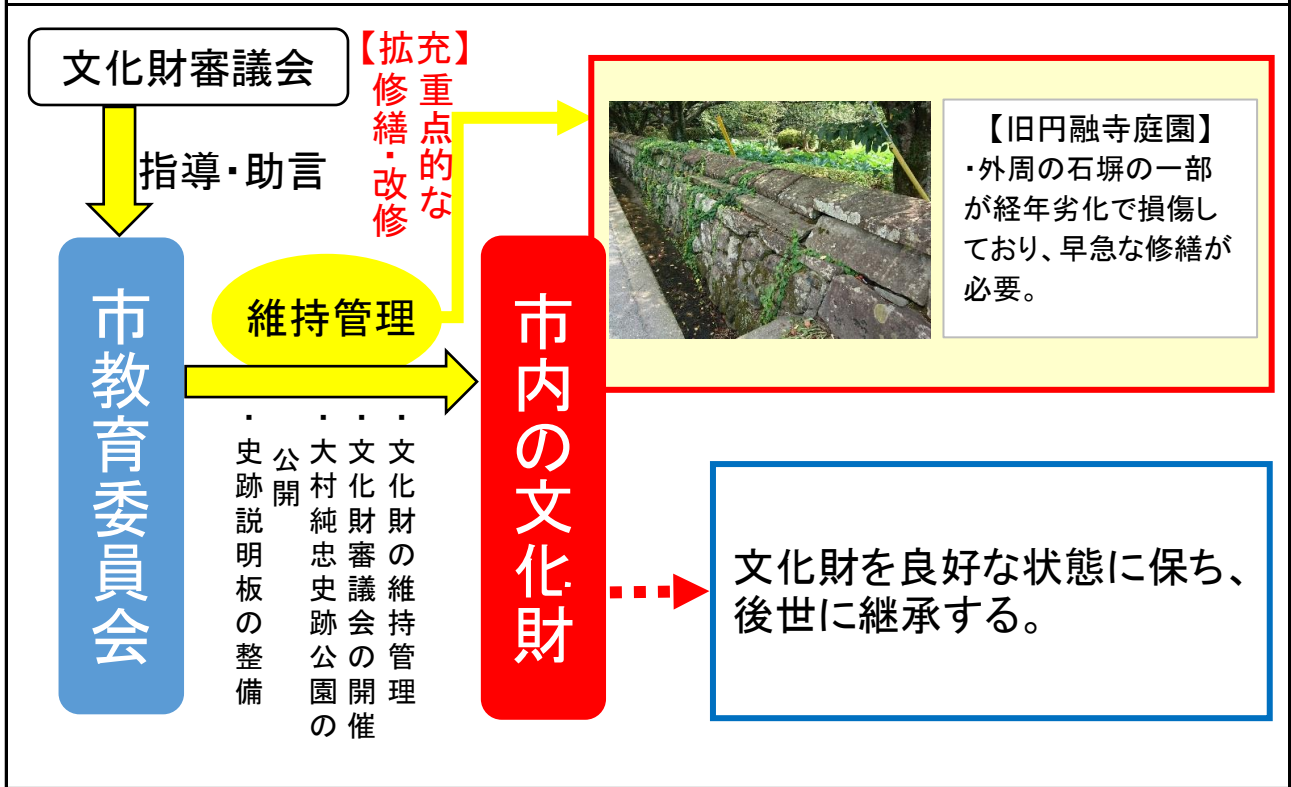 文化財審議会
指導・助言
【拡充】
重点的な
修繕・改修
市教育委員会
維持管理
・文化財の維持管理
・文化財審議会の開催
・大村純忠史跡公園の
公開
・史跡説明板の整備
市内の文化財
【旧円融寺庭園】
・外周の石塀の一部
が経年劣化で損傷し
ており、早急な修繕が
必要。
文化財を良好な状態に保ち、
後世に継承する。